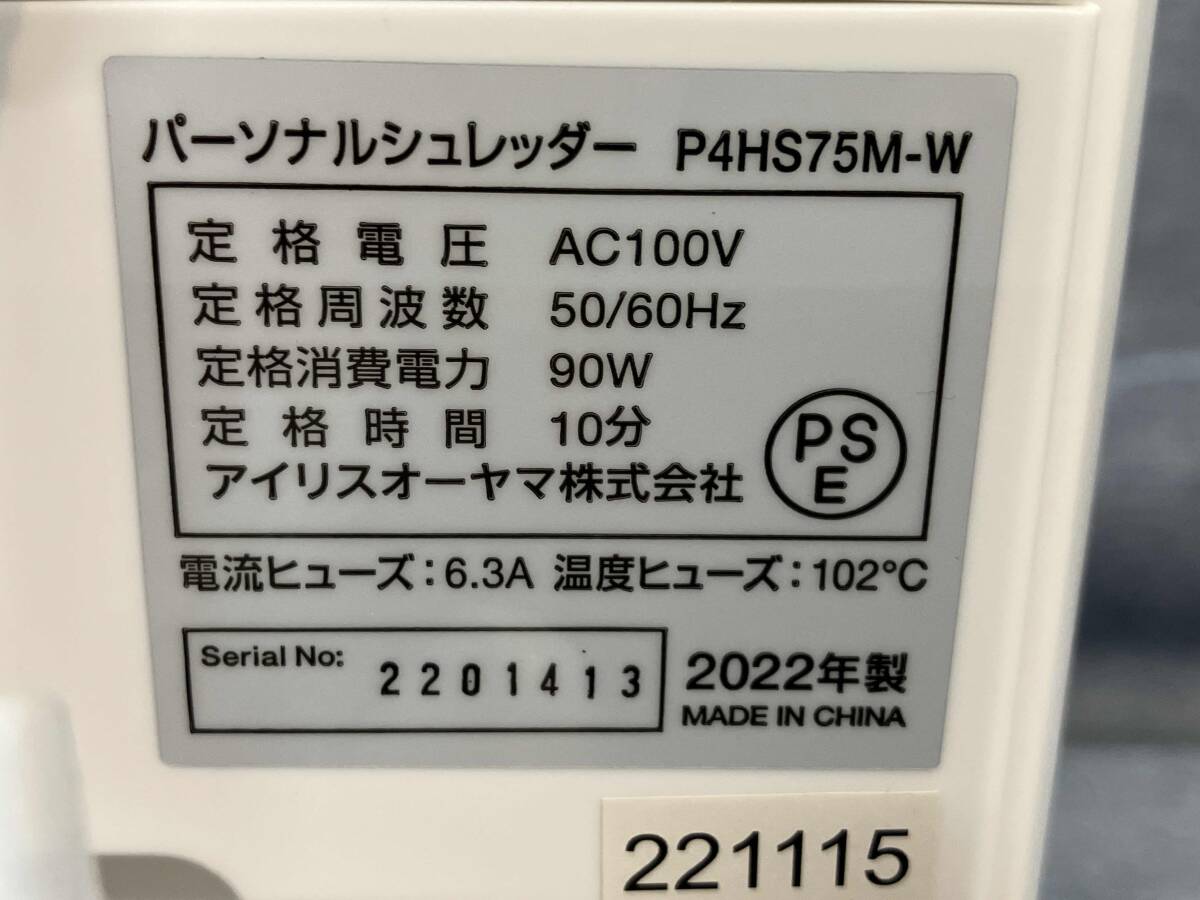 パーソナルシュレッダー P4HS75M-W
定格電圧 AC100V
定格周波数 50/60Hz
定格消費電力 90W
定格時間 10分
アイリスオーヤマ株式会社
PS
E
電流ヒューズ:6.3A 温度ヒューズ:102℃
Serial No: 2201413
2022年製
MADE IN CHINA
221115